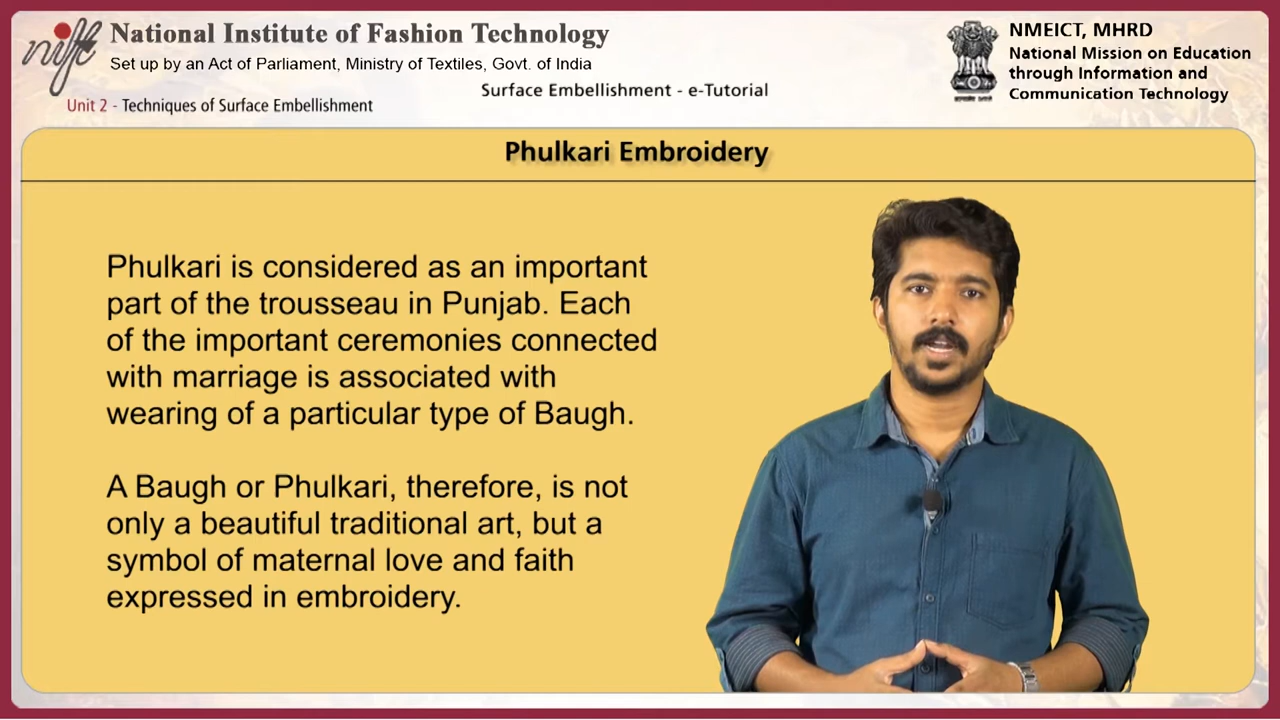 nift
National Institute of Fashion Technology
Set up by an Act of Parliament, Ministry of Textiles, Govt. of India
Unit 2 - Techniques of Surface Embellishment
Surface Embellishment - e-Tutorial
NMEICT, MHRD
National Mission on Education
through Information and
Communication Technology
Phulkari Embroidery
Phulkari is considered as an important
part of the trousseau in Punjab. Each
of the important ceremonies connected
with marriage is associated with
wearing of a particular type of Baugh.
A Baugh or Phulkari, therefore, is not
only a beautiful traditional art, but a
symbol of maternal love and faith
expressed in embroidery.